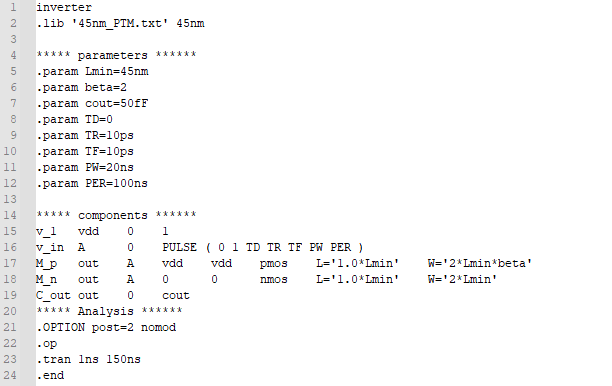 1 inverter
2 .lib '45nm_PTM.txt' 45nm
3
4 ***** parameters ******
5 .param Lmin=45nm
6 .param beta=2
7 .param cout=50fF
8 .param TD=0
9 .param TR=10ps
10 .param TF=10ps
11 .param PW=20ns
12 .param PER=100ns
13
14 ***** components ******
15 v_1 vdd 0 1
16 v_in A 0 PULSE ( 0 1 TD TR TF PW PER )
17 M_p out A vdd vdd pmos L='1.0*Lmin' W='2*Lmin*beta'
18 M_n out A 0 0 nmos L='1.0*Lmin' W='2*Lmin'
19 C_out out 0 cout
20 ***** Analysis ******
21 .OPTION post=2 nomod
22 .op
23 .tran 1ns 150ns
24 .end